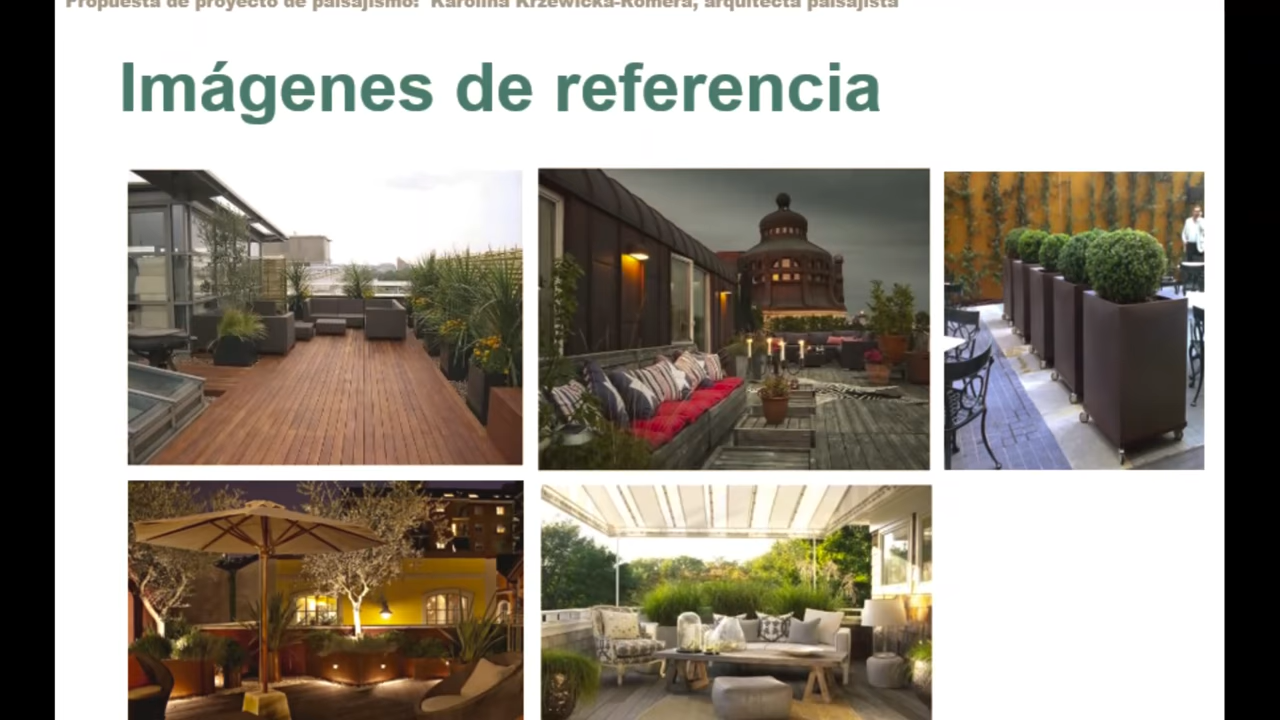 Propuesta de proyecto de paisajismo: Karolina Krzewicka-Romera, arquitecta paisajista
Imágenes de referencia